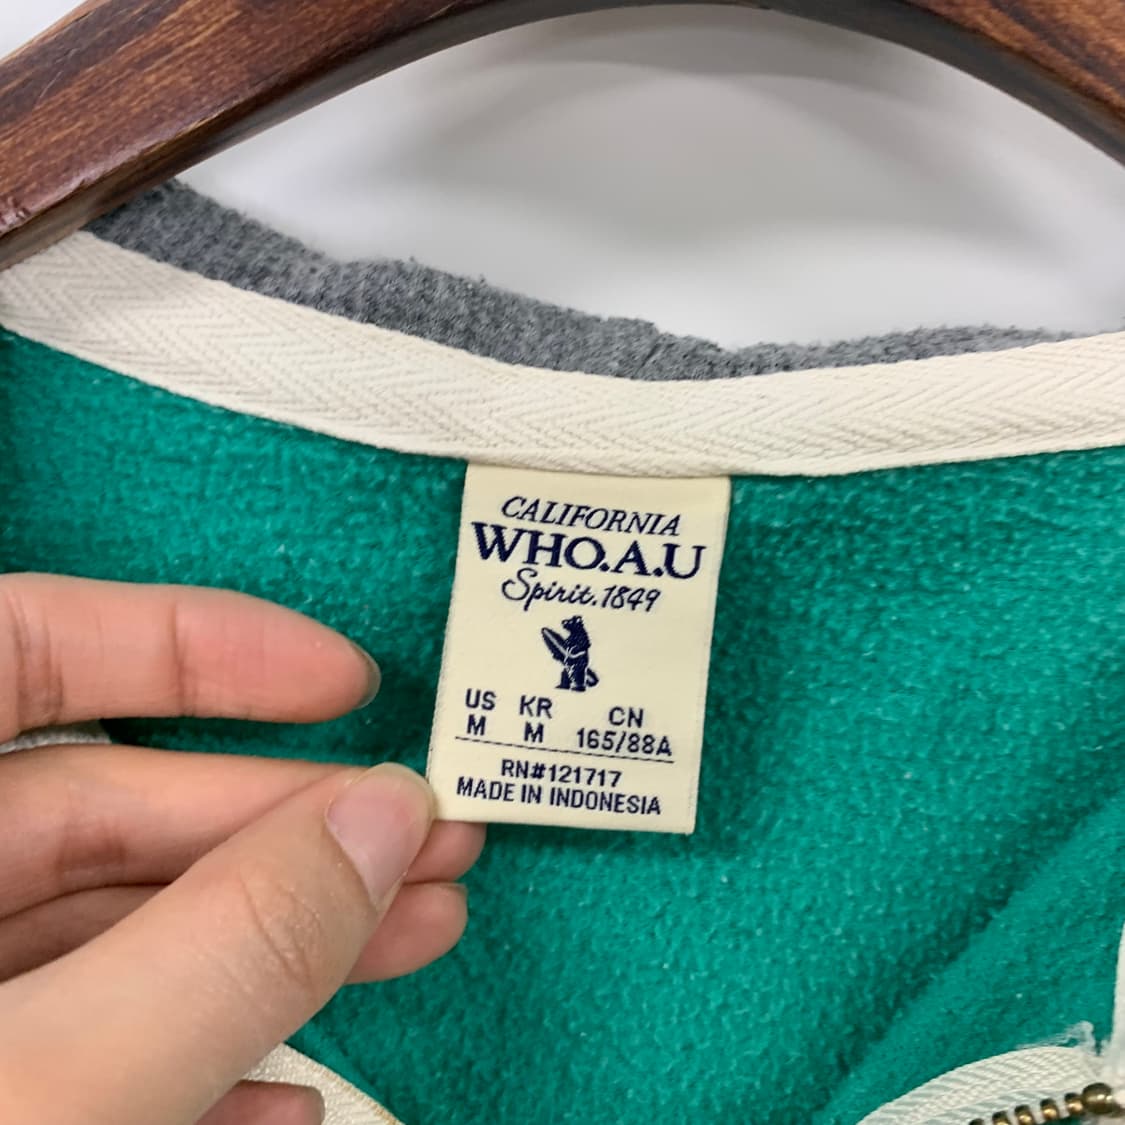 CALIFORNIA
WHO.A.U
Spirit.1849
US KR CN
M M 165/88A
RN#121717
MADE IN INDONESIA